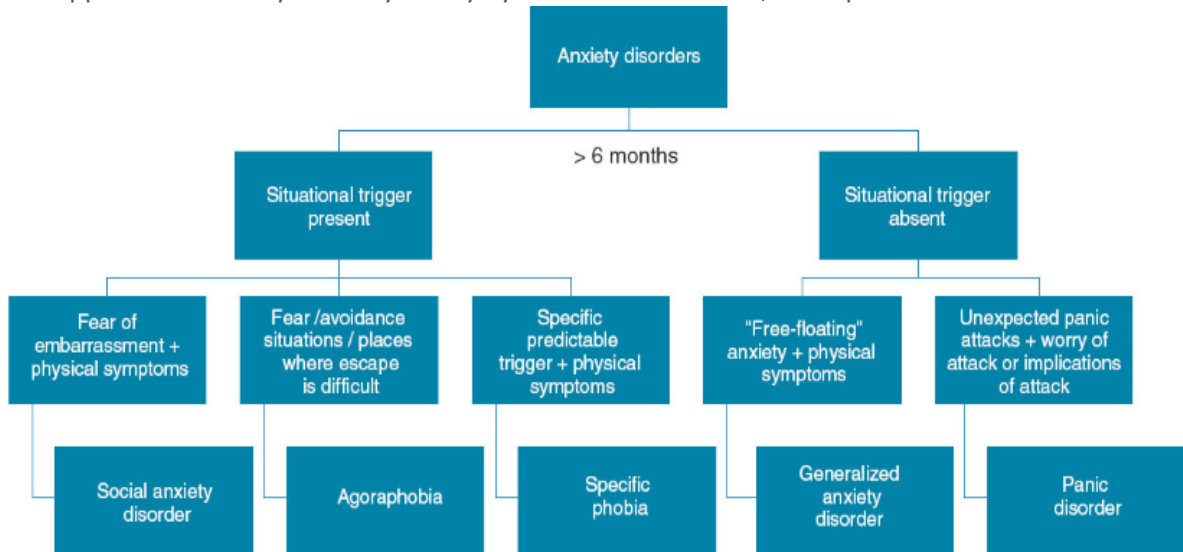 Anxiety disorders
> 6 months
Situational trigger
present
Situational trigger
absent
Fear of
embarrassment +
physical symptoms
Fear /avoidance
situations / places
where escape
is difficult
Specific
predictable
trigger + physical
symptoms
"Free-floating"
anxiety + physical
symptoms
Unexpected panic
attacks + worry of
attack or implications
of attack
Social anxiety
disorder
Agoraphobia
Specific
phobia
Generalized
anxiety
disorder
Panic
disorder